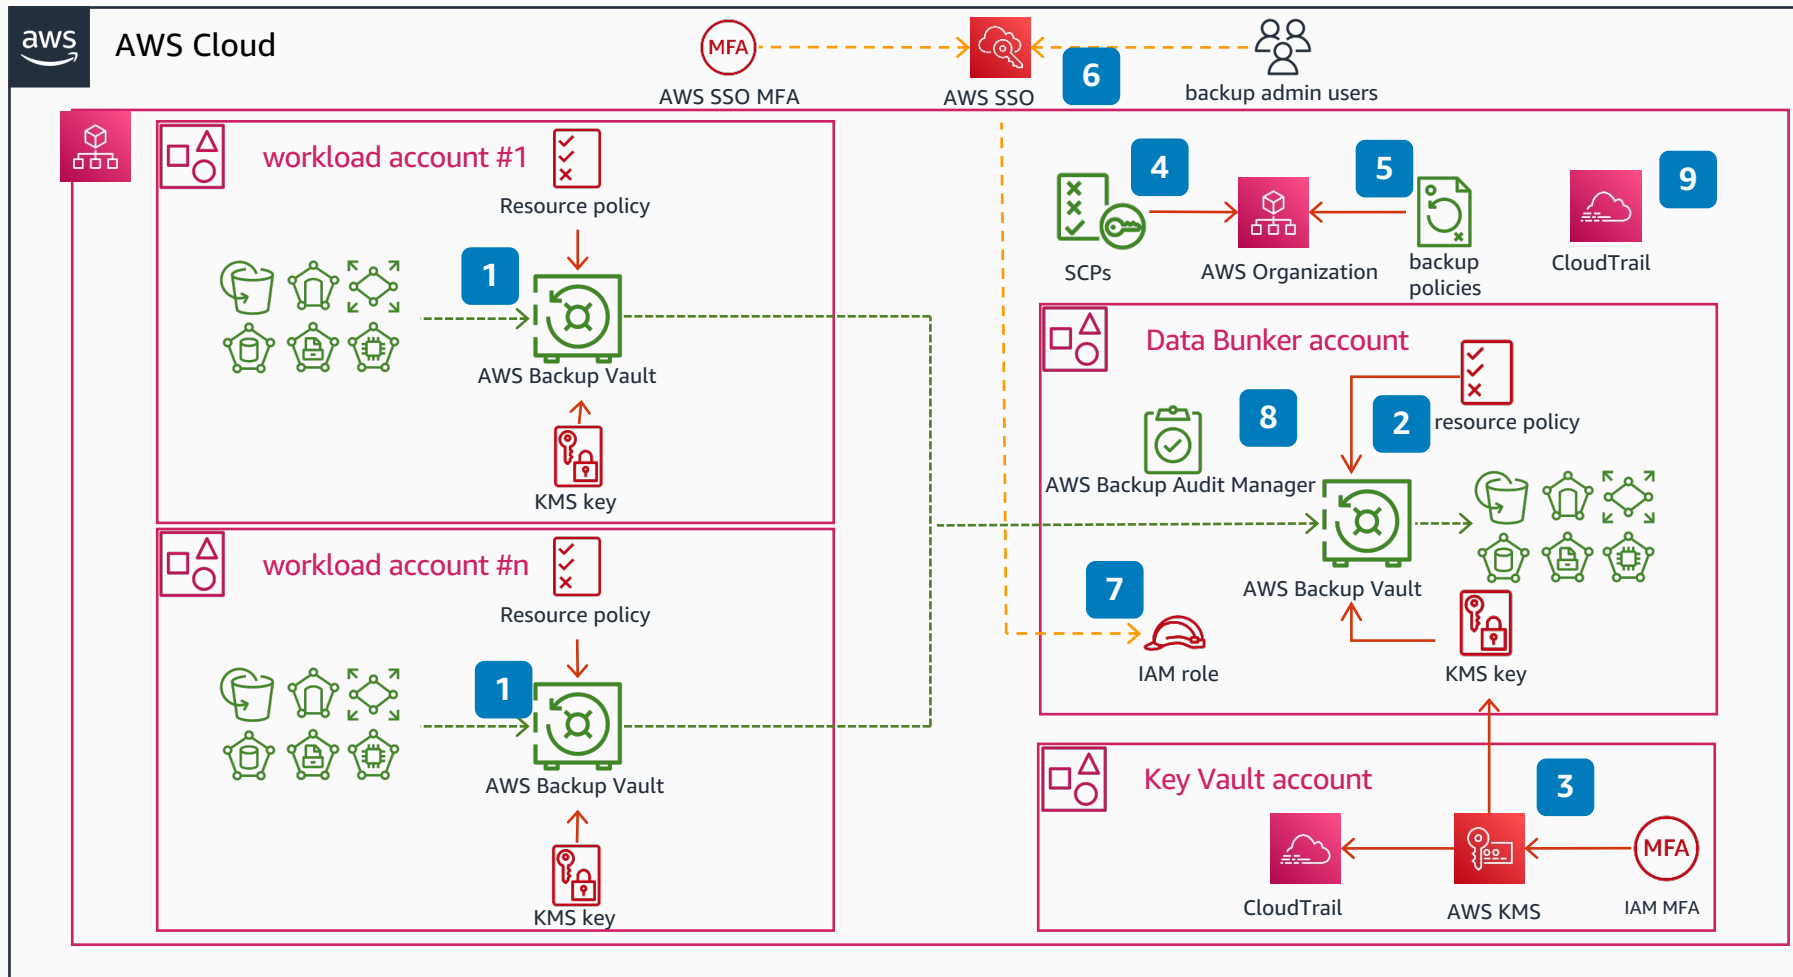 aws
AWS Cloud
MFA
AWS SSO MFA
AWS SSO
6
backup admin users
workload account #1
Resource policy
1
AWS Backup Vault
KMS key
workload account #n
Resource policy
1
AWS Backup Vault
KMS key
4
5
9
SCPs
AWS Organization
backup
policies
CloudTrail
Data Bunker account
8
2
resource policy
AWS Backup Audit Manager
AWS Backup Vault
7
IAM role
KMS key
Key Vault account
3
MFA
CloudTrail
AWS KMS
IAM MFA